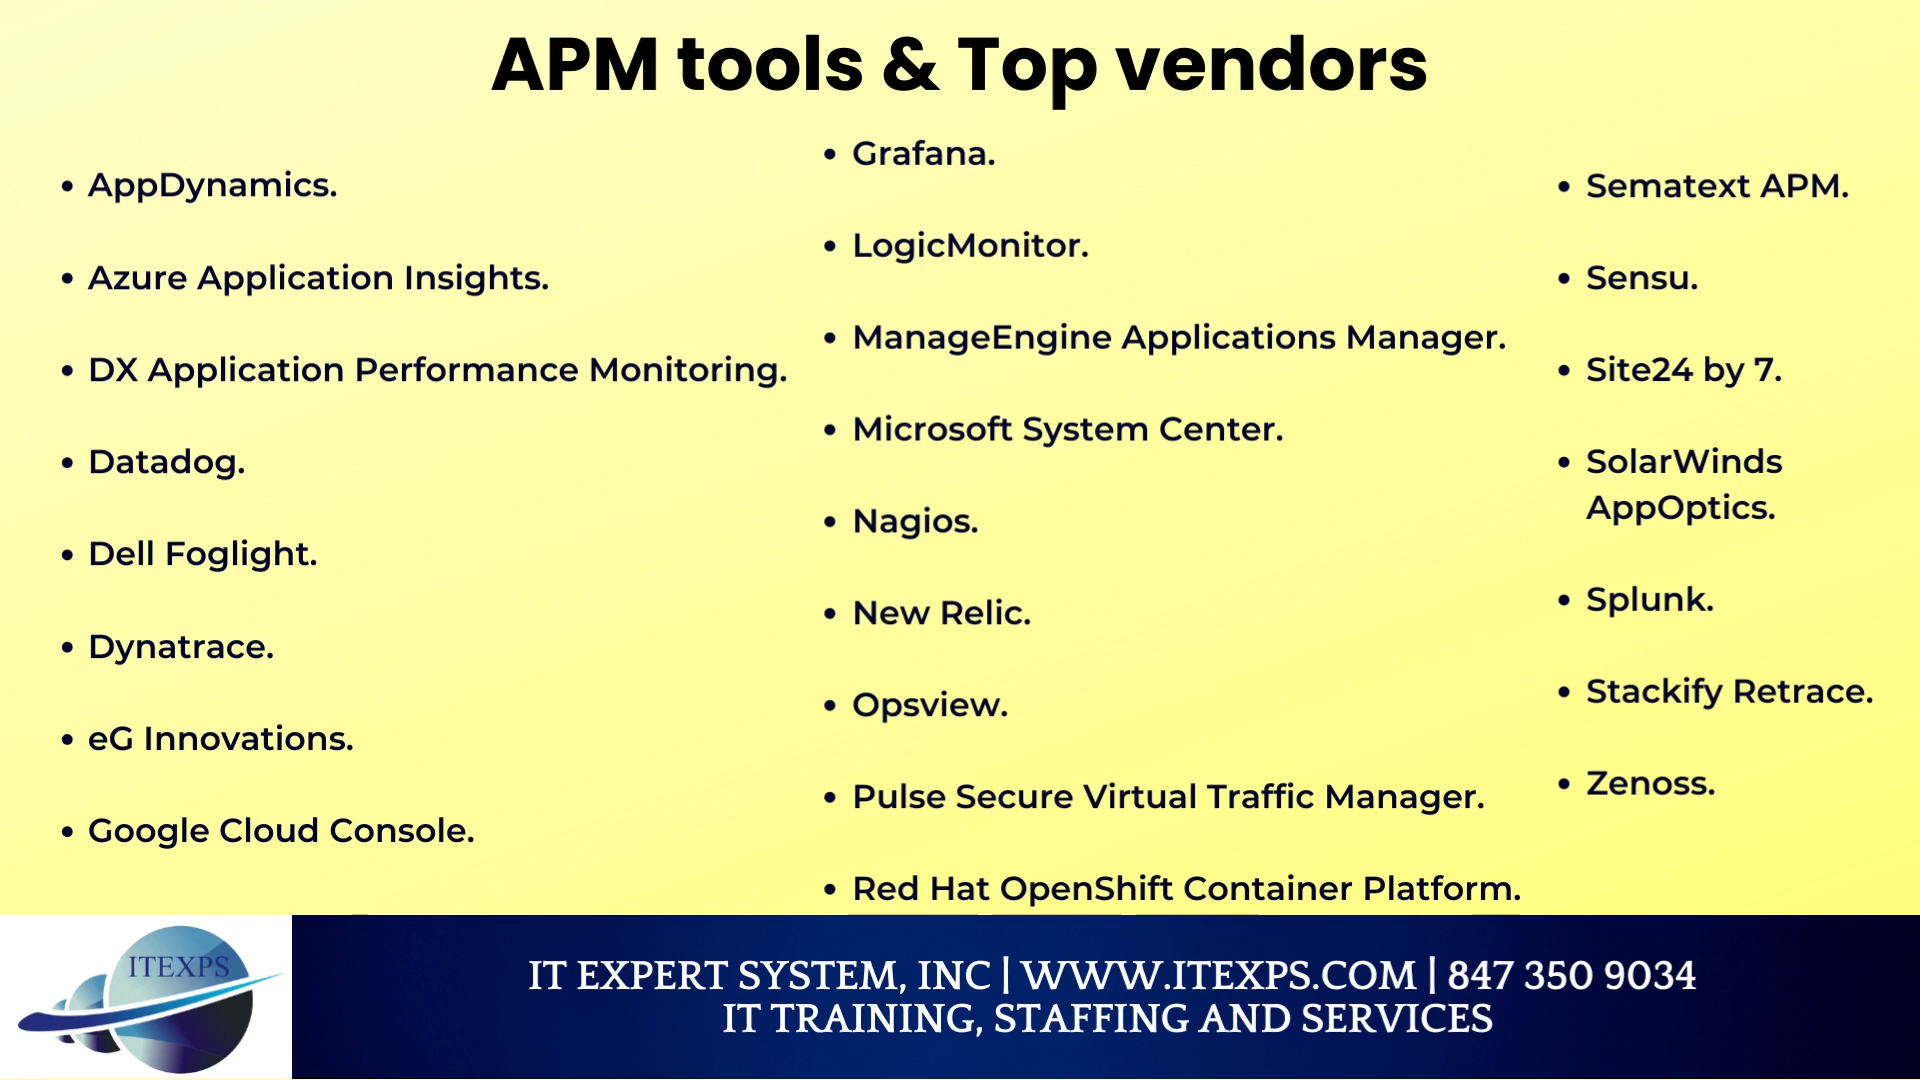 APM tools & Top vendors
• AppDynamics.
• Azure Application Insights.
• DX Application Performance Monitoring.
• Datadog.
• Dell Foglight.
• Dynatrace.
• eG Innovations.
• Google Cloud Console.
• Grafana.
• LogicMonitor.
• ManageEngine Applications Manager.
• Microsoft System Center.
• Nagios.
• New Relic.
• Opsview.
• Pulse Secure Virtual Traffic Manager.
• Red Hat OpenShift Container Platform.
• Sematext APM.
• Sensu.
• Site24 by 7.
• SolarWinds
AppOptics.
• Splunk.
• Stackify Retrace.
• Zenoss.
ITEXPS
IT EXPERT SYSTEM, INC | WWW.ITEXPS.COM | 847 350 9034
IT TRAINING, STAFFING AND SERVICES